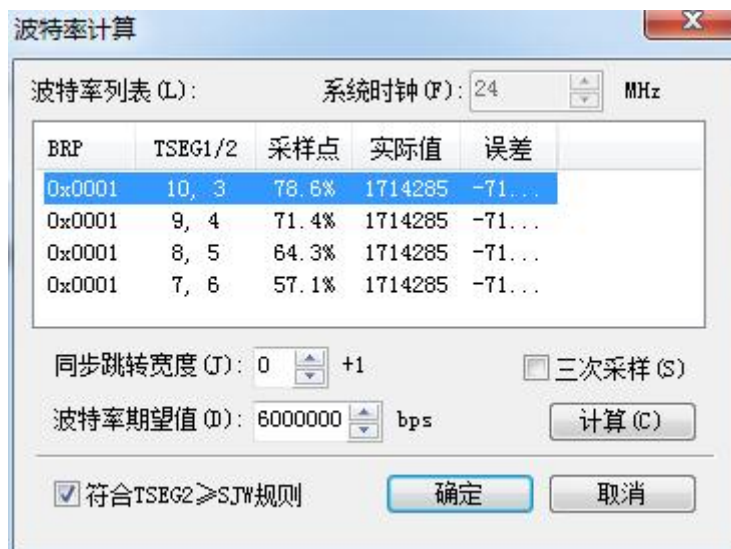 波特率计算
波特率列表(L): 系统时钟(F): 24 MHz
BRP TSEG1/2 采样点 实际值 误差
0x0001 10, 3 78.6% 1714285 -71...
0x0001 9, 4 71.4% 1714285 -71...
0x0001 8, 5 64.3% 1714285 -71...
0x0001 7, 6 57.1% 1714285 -71...
同步跳转宽度(J): 0 +1 三次采样(S)
波特率期望值(D): 6000000 bps 计算(C)
符合TSEG2≥SJW规则 确定 取消